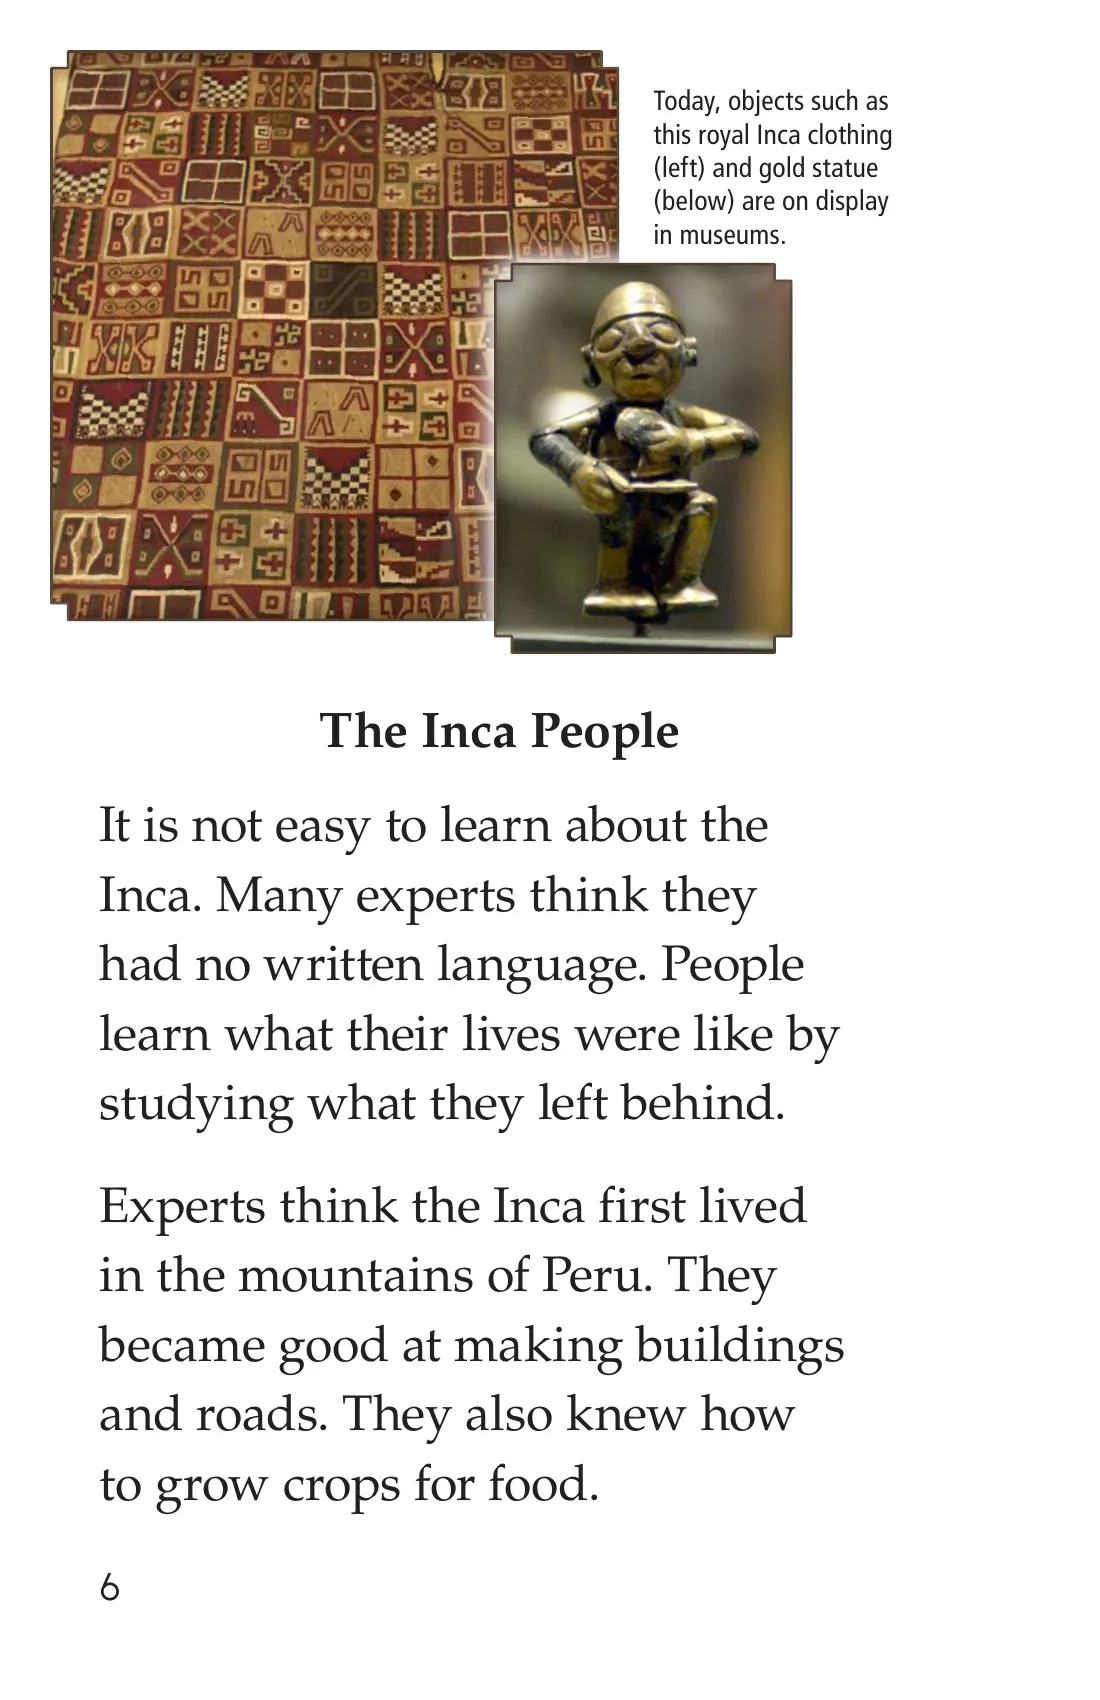 Today, objects such as
this royal Inca clothing
(left) and gold statue
(below) are on display
in museums.
The Inca People
It is not easy to learn about the
Inca. Many experts think they
had no written language. People
learn what their lives were like by
studying what they left behind.
Experts think the Inca first lived
in the mountains of Peru. They
became good at making buildings
and roads. They also knew how
to grow crops for food.
6